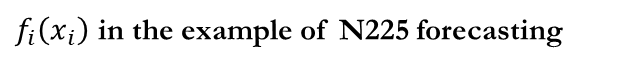 𝑓ᵢ(𝑥ᵢ) in the example of N225 forecasting